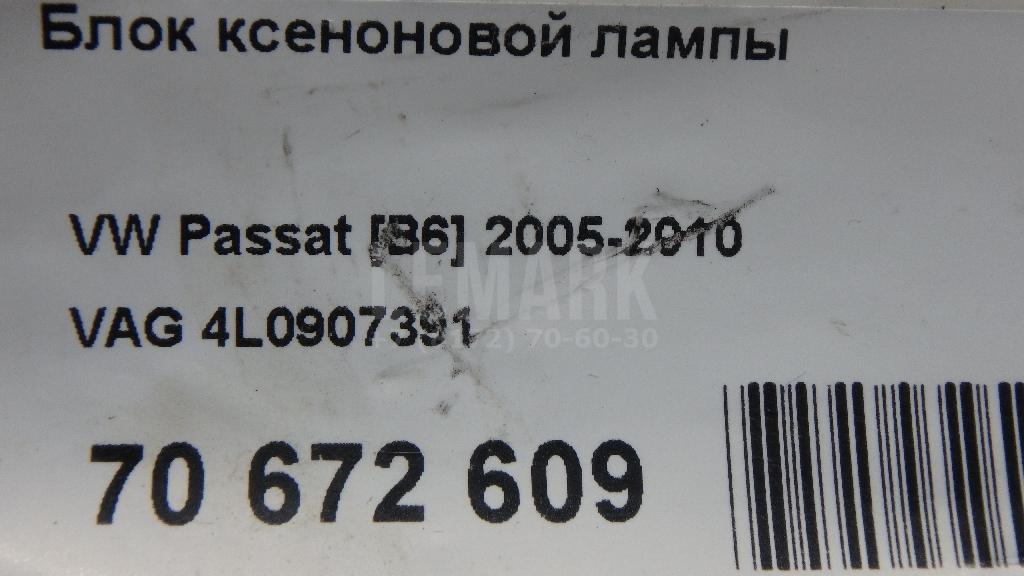 Блок ксеноновой лампы
VW Passat [B6] 2005-2010
VAG 4L0907391
70 672 609